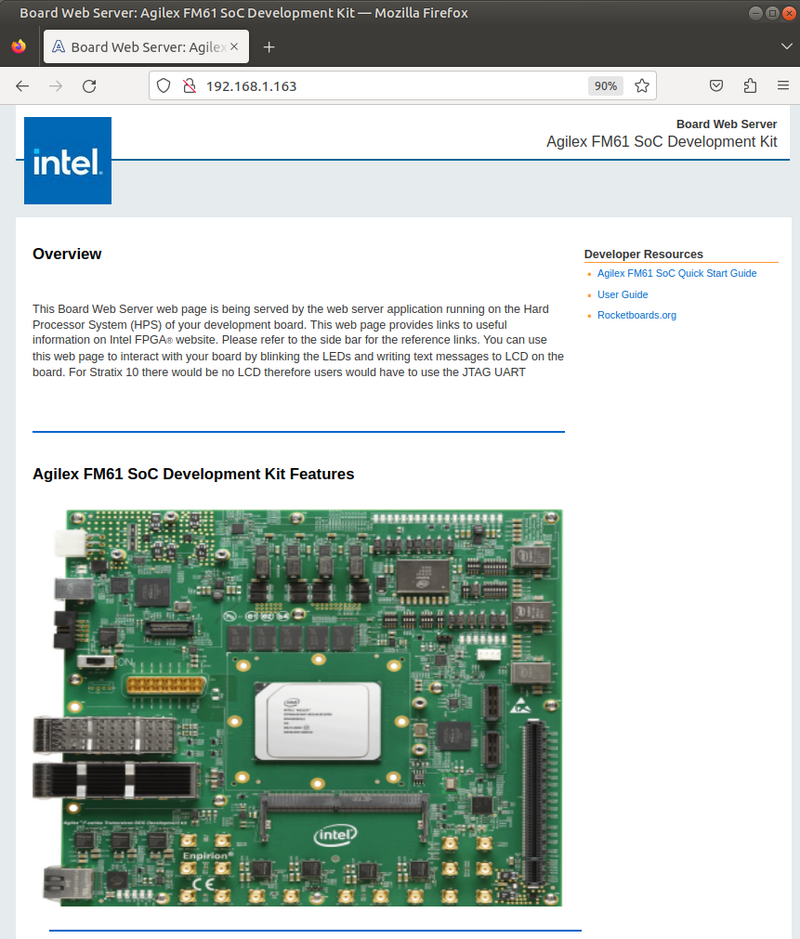 Board Web Server: Agilex FM61 SoC Development Kit — Mozilla Firefox
Board Web Server: Agilex
192.168.1.163
90%
intel.
Board Web Server
Agilex FM61 SoC Development Kit
Overview
This Board Web Server web page is being served by the web server application running on the Hard
Processor System (HPS) of your development board. This web page provides links to useful
information on Intel FPGA® website. Please refer to the side bar for the reference links. You can use
this web page to interact with your board by blinking the LEDs and writing text messages to LCD on the
board. For Stratix 10 there would be no LCD therefore users would have to use the JTAG UART
Developer Resources
Agilex FM61 SoC Quick Start Guide
User Guide
Rocketboards.org
Agilex FM61 SoC Development Kit Features
ON
intel
Enpirion®
CE